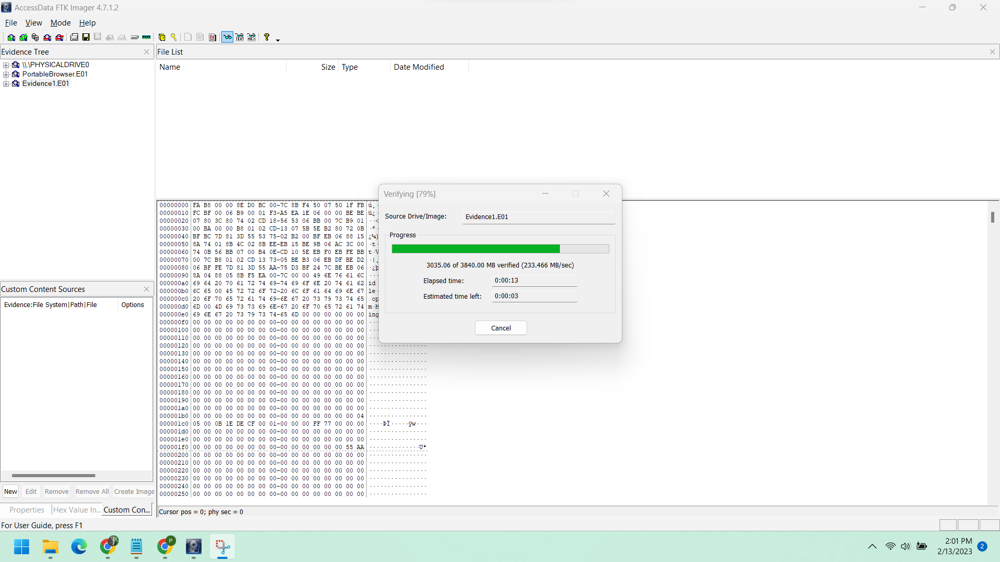 AccessData FTK Imager 4.7.1.2
File View Mode Help
Evidence Tree
\\.\PHYSICALDRIVE0
PortableBrowser.E01
Evidence1.E01
File List
Name Size Type Date Modified
Custom Content Sources
Evidence:File System|Path|File Options
New Edit Remove Remove All Create Image
Properties Hex Value In... Custom Con...
00000000 FA B8 00 00 8E D0 BC 00-7C 8B F4 50 07 50 1F FB
00000010 FC BF 00 06 B9 00 01 F3-A5 EA 1E 06 00 00 BE BE
00000020 07 80 3C 80 74 02 CD 18-56 53 06 BB 00 7C B9 01
00000030 00 BA 00 00 B8 01 02 CD-13 07 5B 5E B2 80 72 0B
00000040 BF BC 7D 81 3D 55 53 75-02 B2 00 BF EB 06 88 15
00000050 8A 74 01 8B 4C 02 8B EE-EB 15 BE 9B 06 AC 3C 00
00000060 74 0B 56 BB 07 00 B4 0E-CD 10 5E EB F0 EB FE BB
00000070 00 7C B8 01 02 CD 13 73-05 BE B3 06 EB DF BE D2
00000080 06 BF FE 7D 81 3D 55 AA-75 D3 BF 24 7C BE EB 06
00000090 8A 04 88 05 8B F5 EA 00-7C 00 00 49 6E 76 61 6C
000000a0 69 64 20 70 61 72 74 69-74 69 6F 6E 20 74 61 62 id
000000b0 6C 65 00 45 72 72 6F 72-20 6C 6F 61 64 69 6E 67 le·
000000c0 20 6F 70 65 72 61 74 69-6E 67 20 73 79 73 74 65 op
000000d0 6D 00 4D 69 73 73 69 6E-67 20 6F 70 65 72 61 74 m·M
000000e0 69 6E 67 20 73 79 73 74-65 6D 00 00 00 00 00 00 ing
000000f0 00 00 00 00 00 00 00 00-00 00 00 00 00 00 00 00
00000100 00 00 00 00 00 00 00 00-00 00 00 00 00 00 00 00
00000110 00 00 00 00 00 00 00 00-00 00 00 00 00 00 00 00
00000120 00 00 00 00 00 00 00 00-00 00 00 00 00 00 00 00
00000130 00 00 00 00 00 00 00 00-00 00 00 00 00 00 00 00
00000140 00 00 00 00 00 00 00 00-00 00 00 00 00 00 00 00
00000150 00 00 00 00 00 00 00 00-00 00 00 00 00 00 00 00
00000160 00 00 00 00 00 00 00 00-00 00 00 00 00 00 00 00
00000170 00 00 00 00 00 00 00 00-00 00 00 00 00 00 00 00
00000180 00 00 00 00 00 00 00 00-00 00 00 00 00 00 00 00
00000190 00 00 00 00 00 00 00 00-00 00 00 00 00 00 00 00
000001a0 00 00 00 00 00 00 00 00-00 00 00 00 00 00 00 00
000001b0 00 00 00 00 00 00 00 00-00 00 00 00 00 00 00 04
000001c0 05 00 0B 1E DE CF 00 01-00 00 00 FF 77 00 00 00 ····ÞÏ·····ÿw···
000001d0 00 00 00 00 00 00 00 00-00 00 00 00 00 00 00 00
000001e0 00 00 00 00 00 00 00 00-00 00 00 00 00 00 00 00
000001f0 00 00 00 00 00 00 00 00-00 00 00 00 00 00 55 AA ··············Uª
00000200 00 00 00 00 00 00 00 00-00 00 00 00 00 00 00 00
00000210 00 00 00 00 00 00 00 00-00 00 00 00 00 00 00 00
00000220 00 00 00 00 00 00 00 00-00 00 00 00 00 00 00 00
00000230 00 00 00 00 00 00 00 00-00 00 00 00 00 00 00 00
00000240 00 00 00 00 00 00 00 00-00 00 00 00 00 00 00 00
00000250 00 00 00 00 00 00 00 00-00 00 00 00 00 00 00 00
Cursor pos = 0; phy sec = 0
Verifying [79%]
Source Drive/Image: Evidence1.E01
Progress
3035.06 of 3840.00 MB verified (233.466 MB/sec)
Elapsed time: 0:00:13
Estimated time left: 0:00:03
Cancel
For User Guide, press F1
2:01 PM
2/13/2023
2